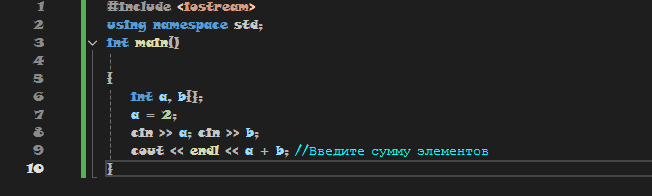 1 #include <iostream>
2 using namespace std;
3 int main()
4
5 {
6 int a, b{};
7 a = 2;
8 cin >> a; cin >> b;
9 cout << endl << a + b; //Введите сумму элементов
10 }